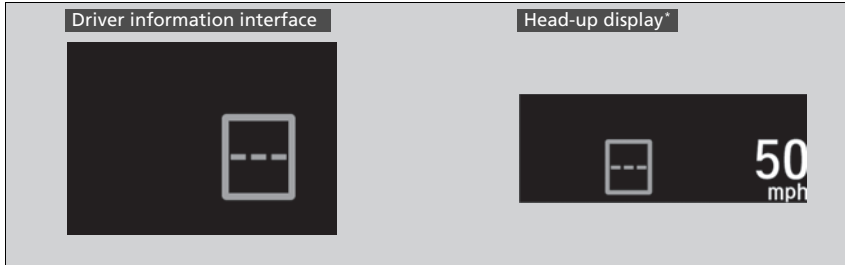 Driver information interface
Head-up display*
---
---
50
mph